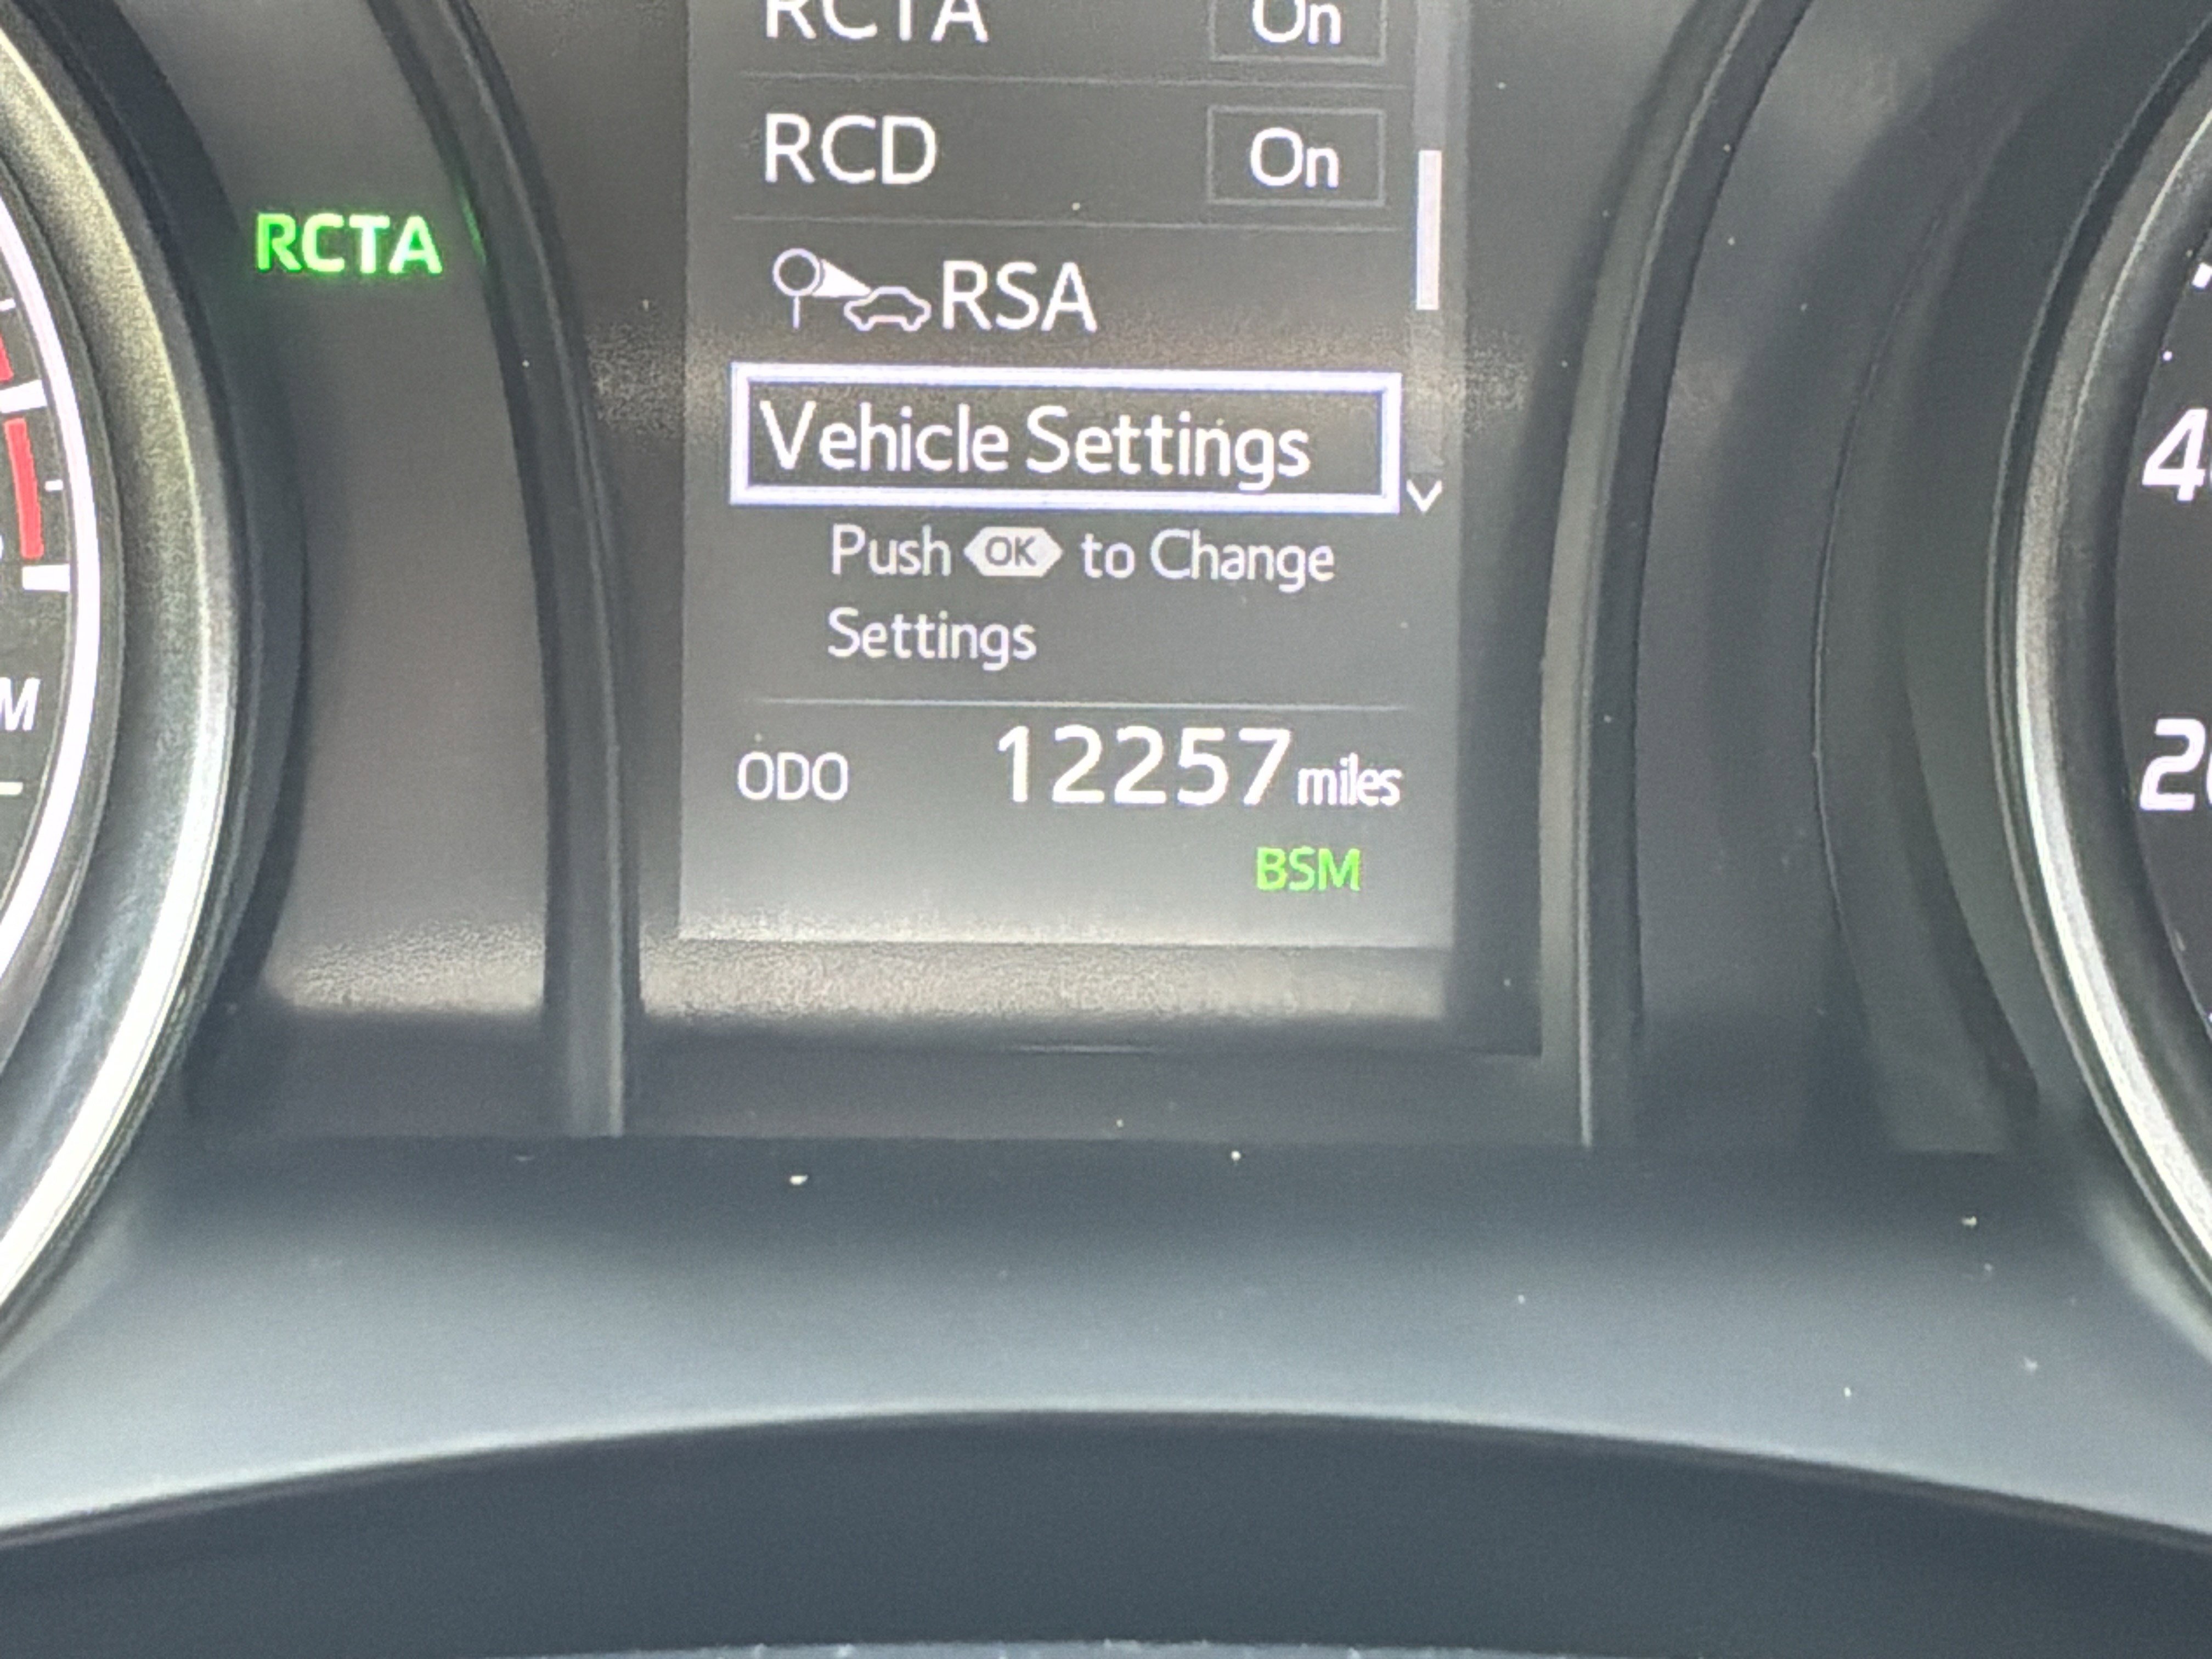 RCTA On
RCD On
RCTA
RSA
Vehicle Settings
Push OK to Change
Settings
ODO 12257 miles
BSM